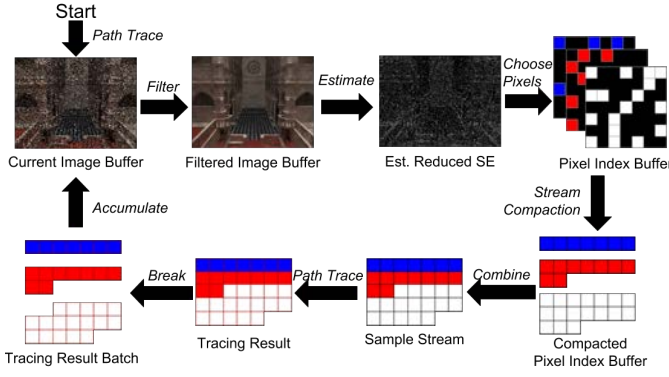 Start
Path Trace
Filter
Estimate
Choose
Pixels
Current Image Buffer
Filtered Image Buffer
Est. Reduced SE
Pixel Index Buffer
Stream
Compaction
Accumulate
Break
Path Trace
Combine
Tracing Result Batch
Tracing Result
Sample Stream
Compacted
Pixel Index Buffer